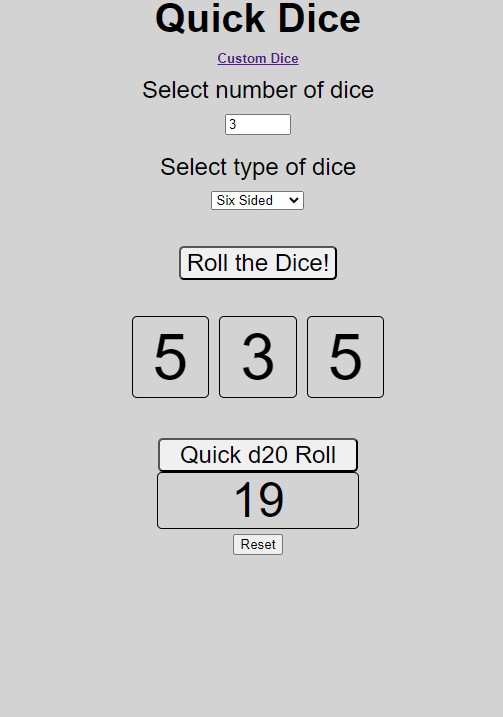 Quick Dice
Custom Dice
Select number of dice
3
Select type of dice
Six Sided
Roll the Dice!
5 3 5
Quick d20 Roll
19
Reset